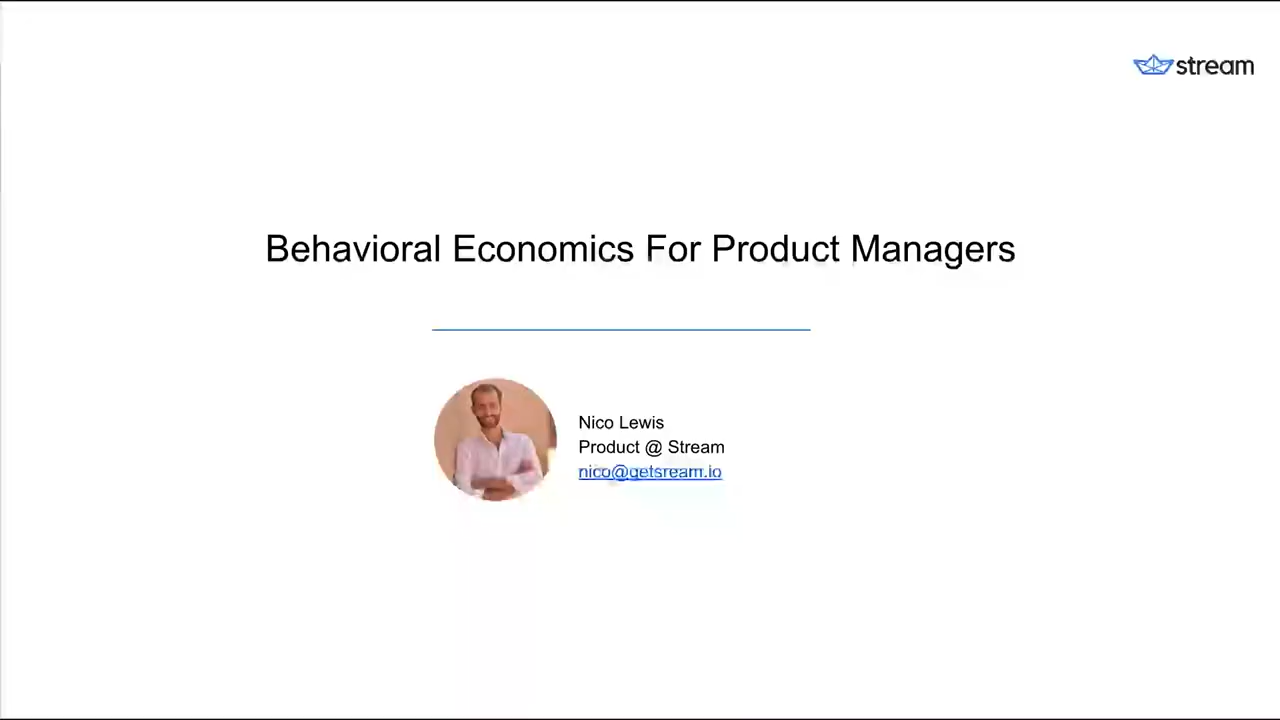 stream
Behavioral Economics For Product Managers
Nico Lewis
Product @ Stream
nico@getsream.io